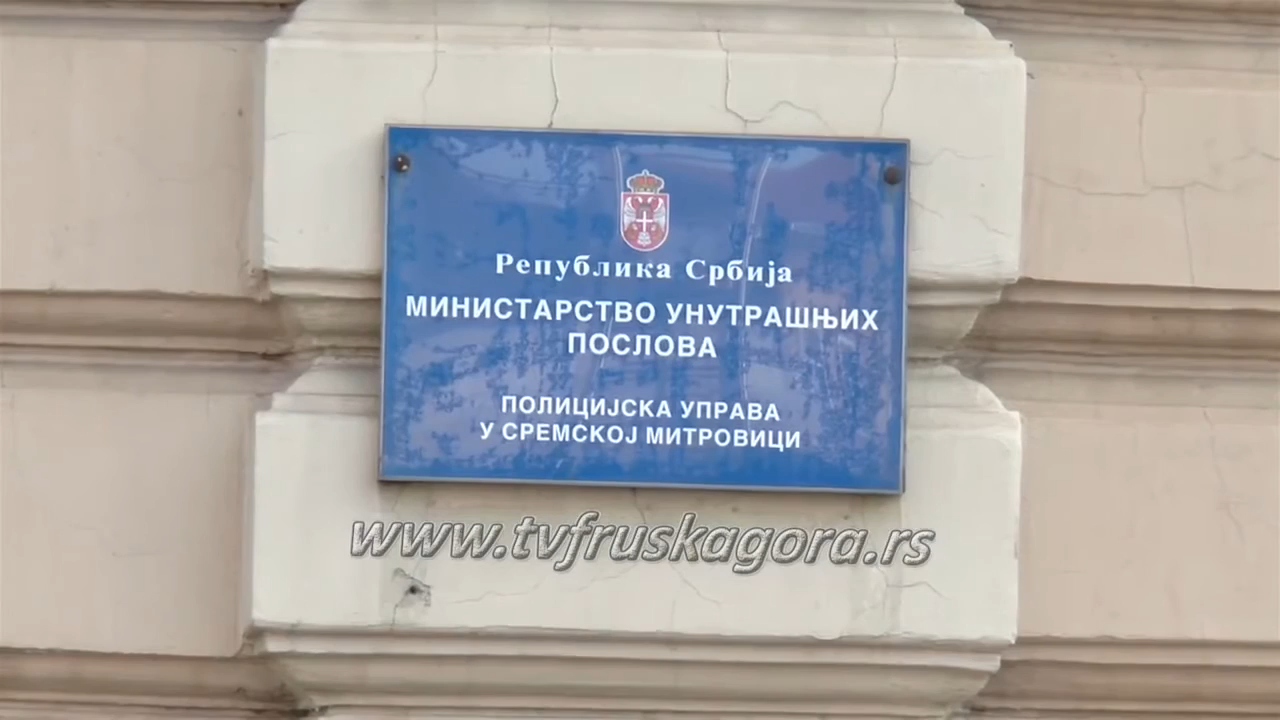 Република Србија
МИНИСТАРСТВО УНУТРАШЊИХ
ПОСЛОВА
ПОЛИЦИЈСКА УПРАВА
У СРЕМСКОЈ МИТРОВИЦИ
www.tvfruskagora.rs